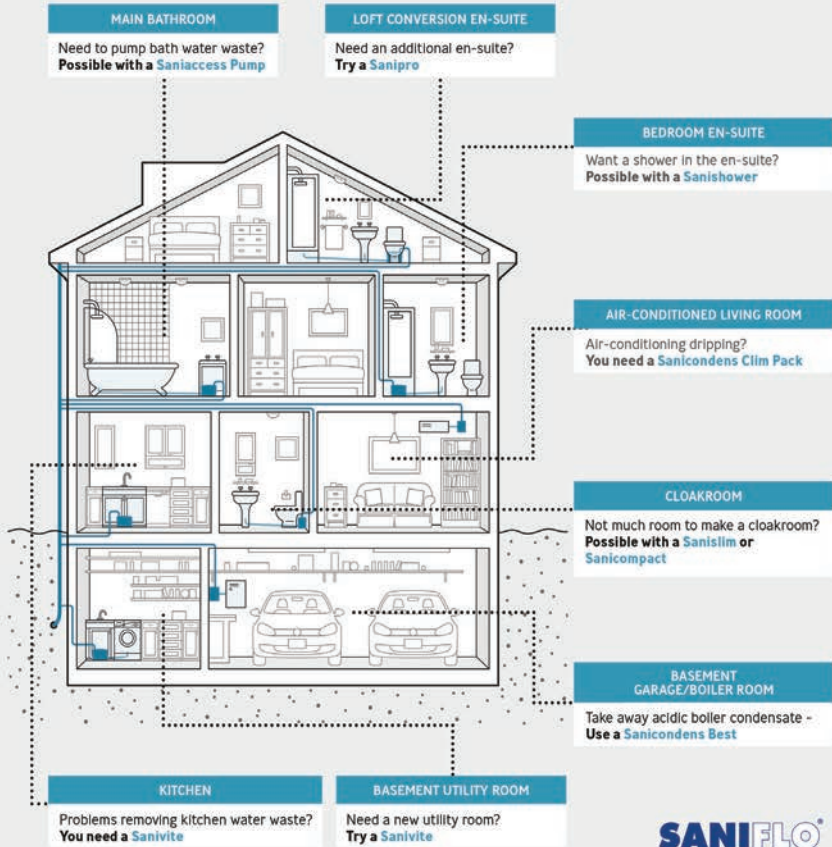 MAIN BATHROOM
Need to pump bath water waste?
Possible with a Saniaccess Pump
LOFT CONVERSION EN-SUITE
Need an additional en-suite?
Try a Sanipro
BEDROOM EN-SUITE
Want a shower in the en-suite?
Possible with a Sanishower
AIR-CONDITIONED LIVING ROOM
Air-conditioning dripping?
You need a Sanicondens Clim Pack
CLOAKROOM
Not much room to make a cloakroom?
Possible with a Sanislim or
Sanicompact
BASEMENT
GARAGE/BOILER ROOM
Take away acidic boiler condensate -
Use a Sanicondens Best
KITCHEN
Problems removing kitchen water waste?
You need a Sanivite
BASEMENT UTILITY ROOM
Need a new utility room?
Try a Sanivite
SANIFLO®